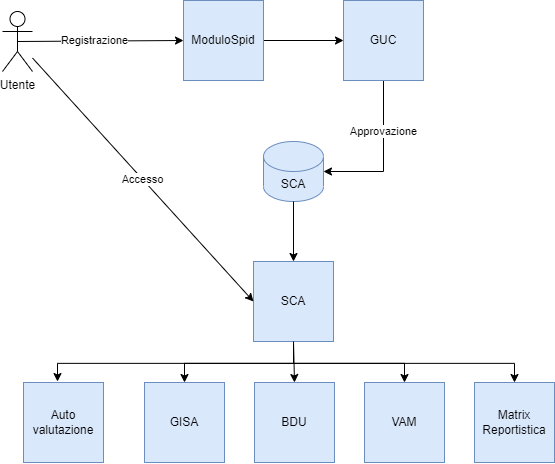 Registrazione
ModuloSpid
GUC
Utente
Approvazione
Accesso
SCA
SCA
Auto
valutazione
GISA
BDU
VAM
Matrix
Reportistica